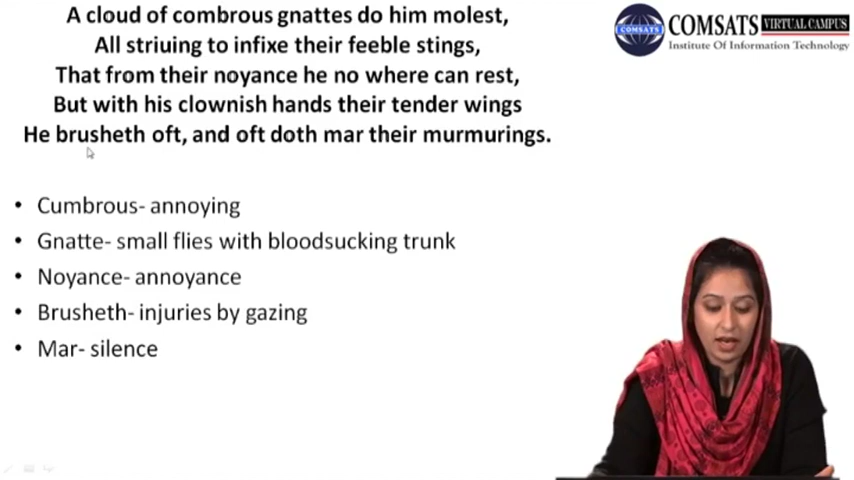 A cloud of combrous gnattes do him molest,
All striuing to infixe their feeble stings,
That from their noyance he no where can rest,
But with his clownish hands their tender wings
He brusheth oft, and oft doth mar their murmurings.
COMSATS
COMSATS VIRTUAL CAMPUS
Institute Of Information Technology
• Cumbrous- annoying
• Gnatte- small flies with bloodsucking trunk
• Noyance- annoyance
• Brusheth- injuries by gazing
• Mar- silence